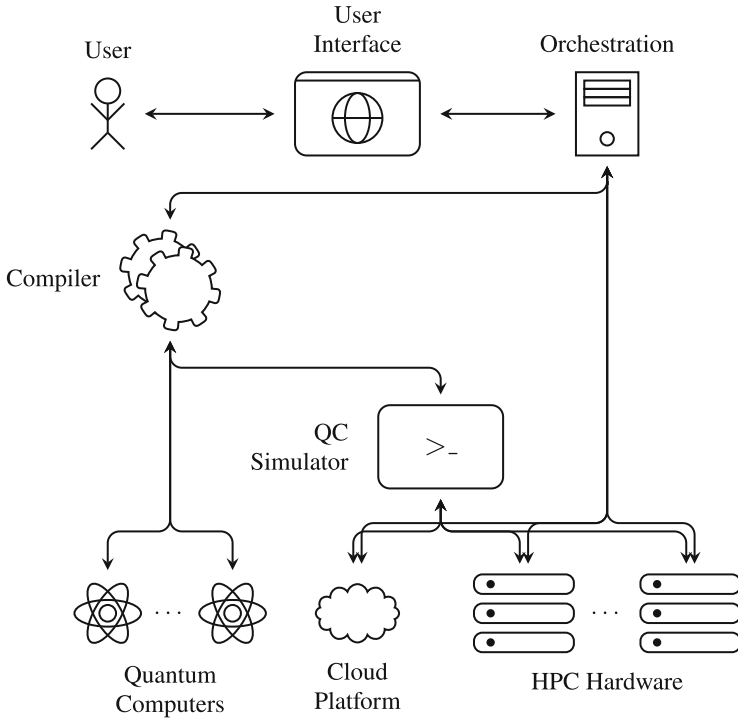 User
User
Interface
Orchestration
Compiler
QC
Simulator
>_
. . .
. . .
Quantum
Computers
Cloud
Platform
HPC Hardware